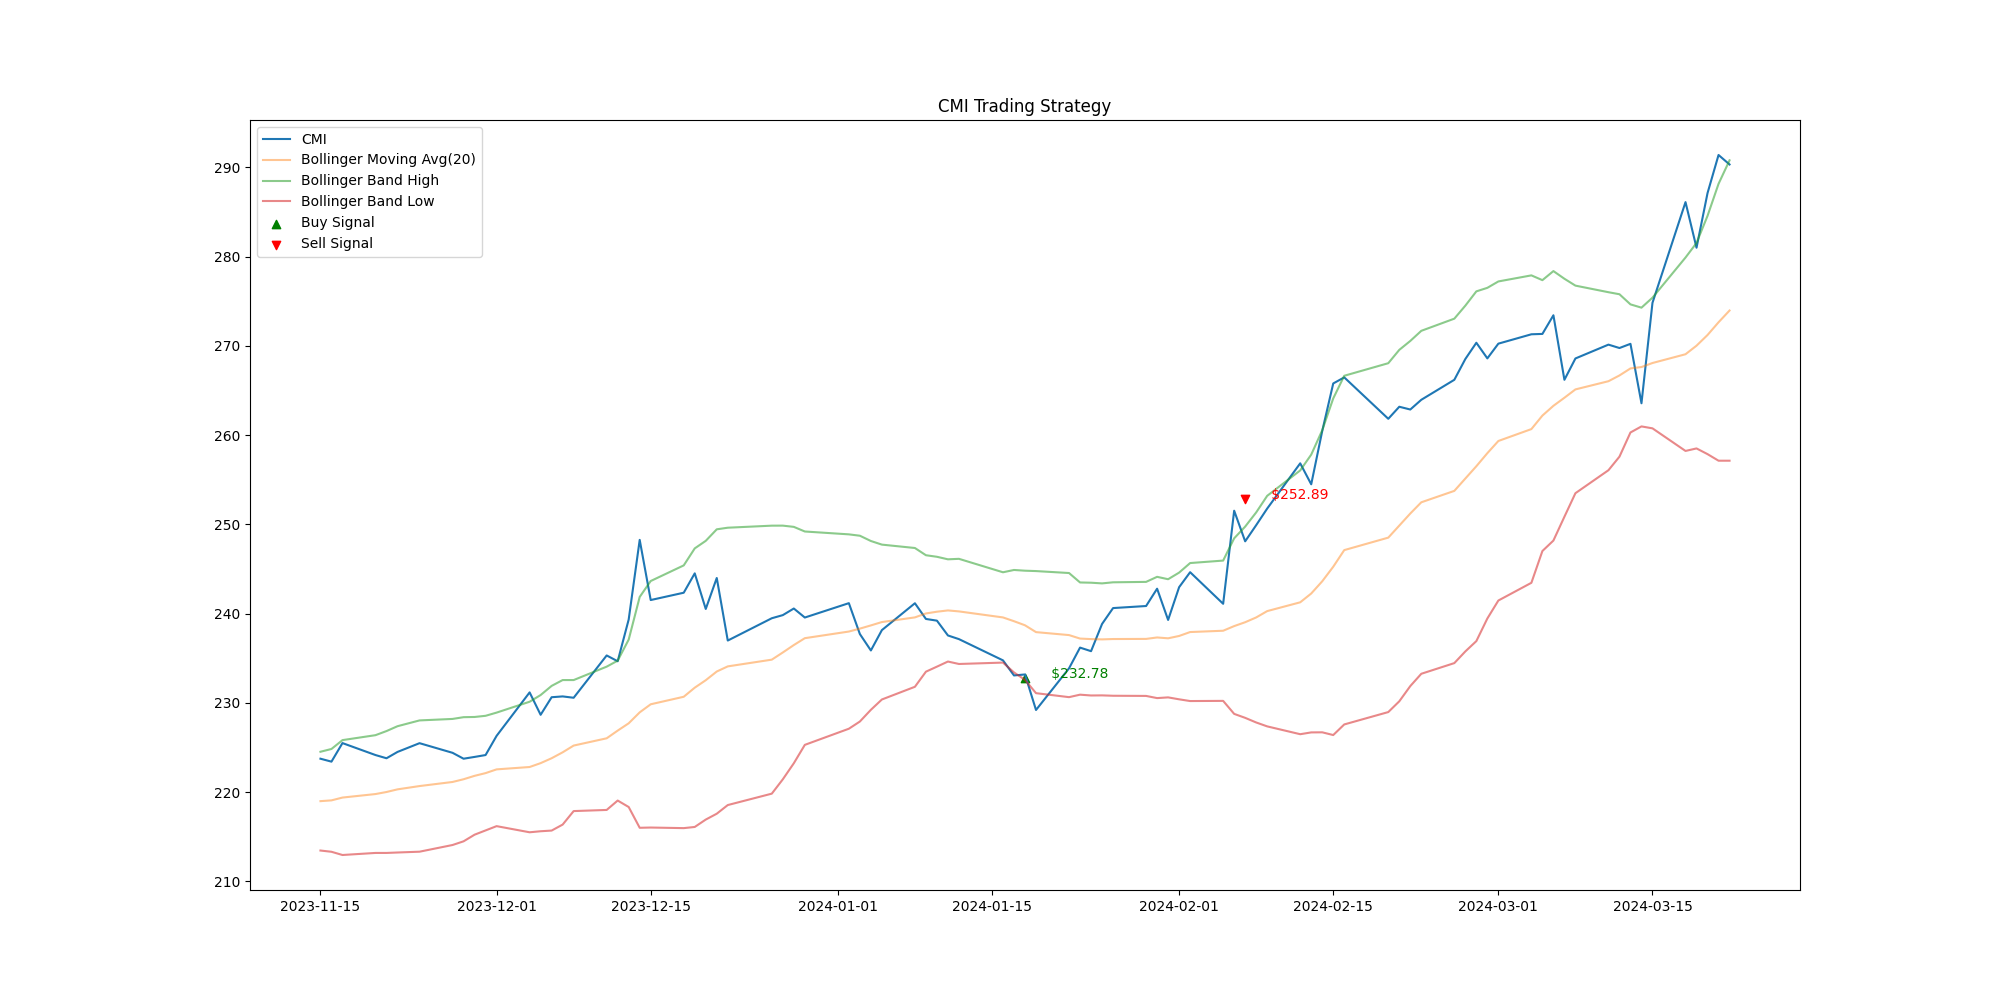 CMI Trading Strategy
CMI
Bollinger Moving Avg(20)
Bollinger Band High
Bollinger Band Low
Buy Signal
Sell Signal
290
280
270
260
250
240
230
220
210
$252.89
$232.78
2023-11-15 2023-12-01 2023-12-15 2024-01-01 2024-01-15 2024-02-01 2024-02-15 2024-03-01 2024-03-15